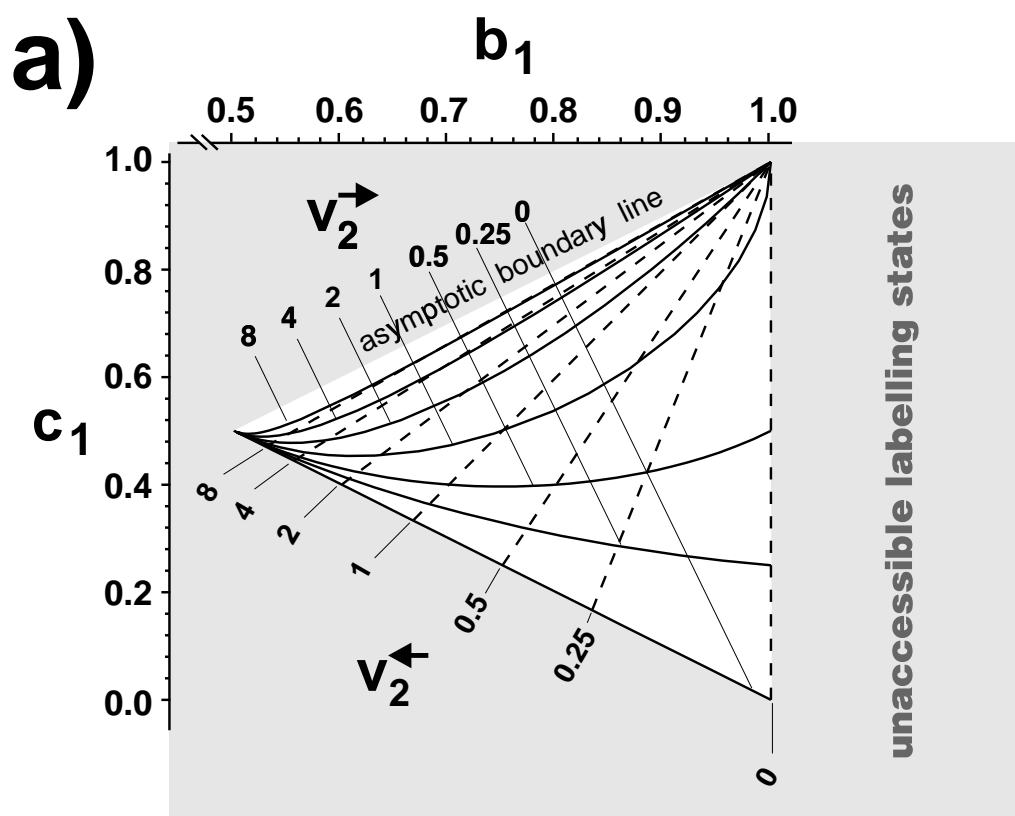 a)
b1
0.5 0.6 0.7 0.8 0.9 1.0
1.0
0.8
0.6
0.4
0.2
0.0
c1
v2→
asymptotic boundary line
8 4 2 1 0.5 0.25 0
8 4 2 1 0.5 0.25 0
v2←
unaccessible labelling states